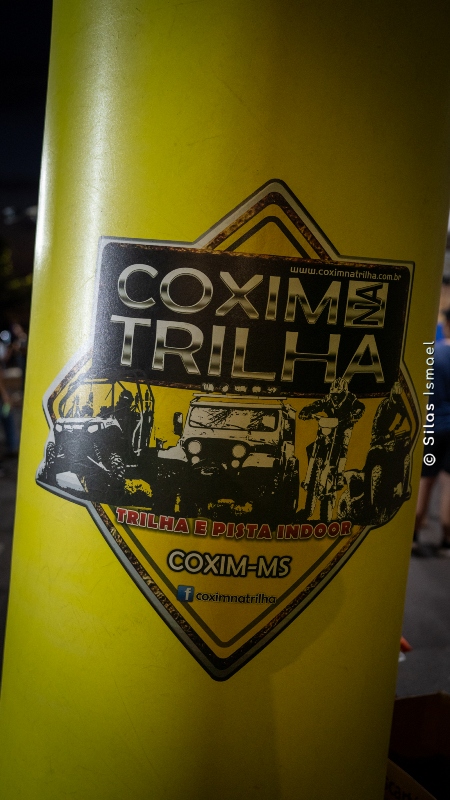 www.coximnatrilha.com.br
COXIM NA
TRILHA
TRILHA E PISTA INDOOR
COXIM-MS
f coximnatrilha
© Silas Ismael